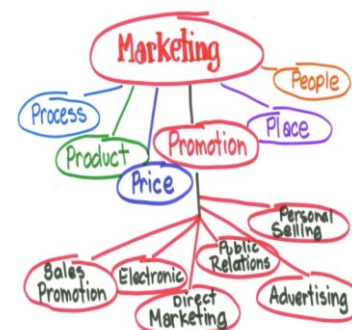 Marketing
People
Process
Place
Product
Promotion
Price
Personal
Selling
Public
Relations
Sales
Promotion
Electronic
Advertising
Direct
Marketing